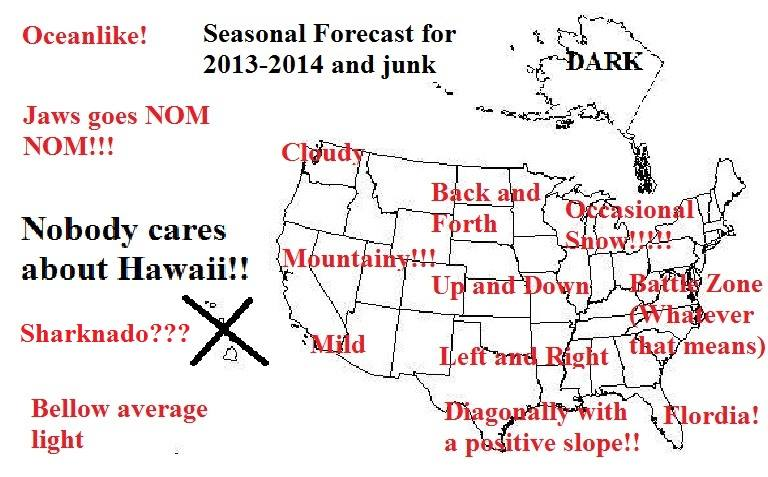 Oceanlike!
Seasonal Forecast for
2013-2014 and junk
DARK
Jaws goes NOM
NOM!!!
Cloudy
Back and
Forth
Occasional
Snow!!!!!
Nobody cares
about Hawaii!!
Mountainy!!!
Up and Down
Battle Zone
(Whatever
that means)
Sharknado???
Mild
Left and Right
Bellow average
light
Diagonally with
a positive slope!!
Flordia!